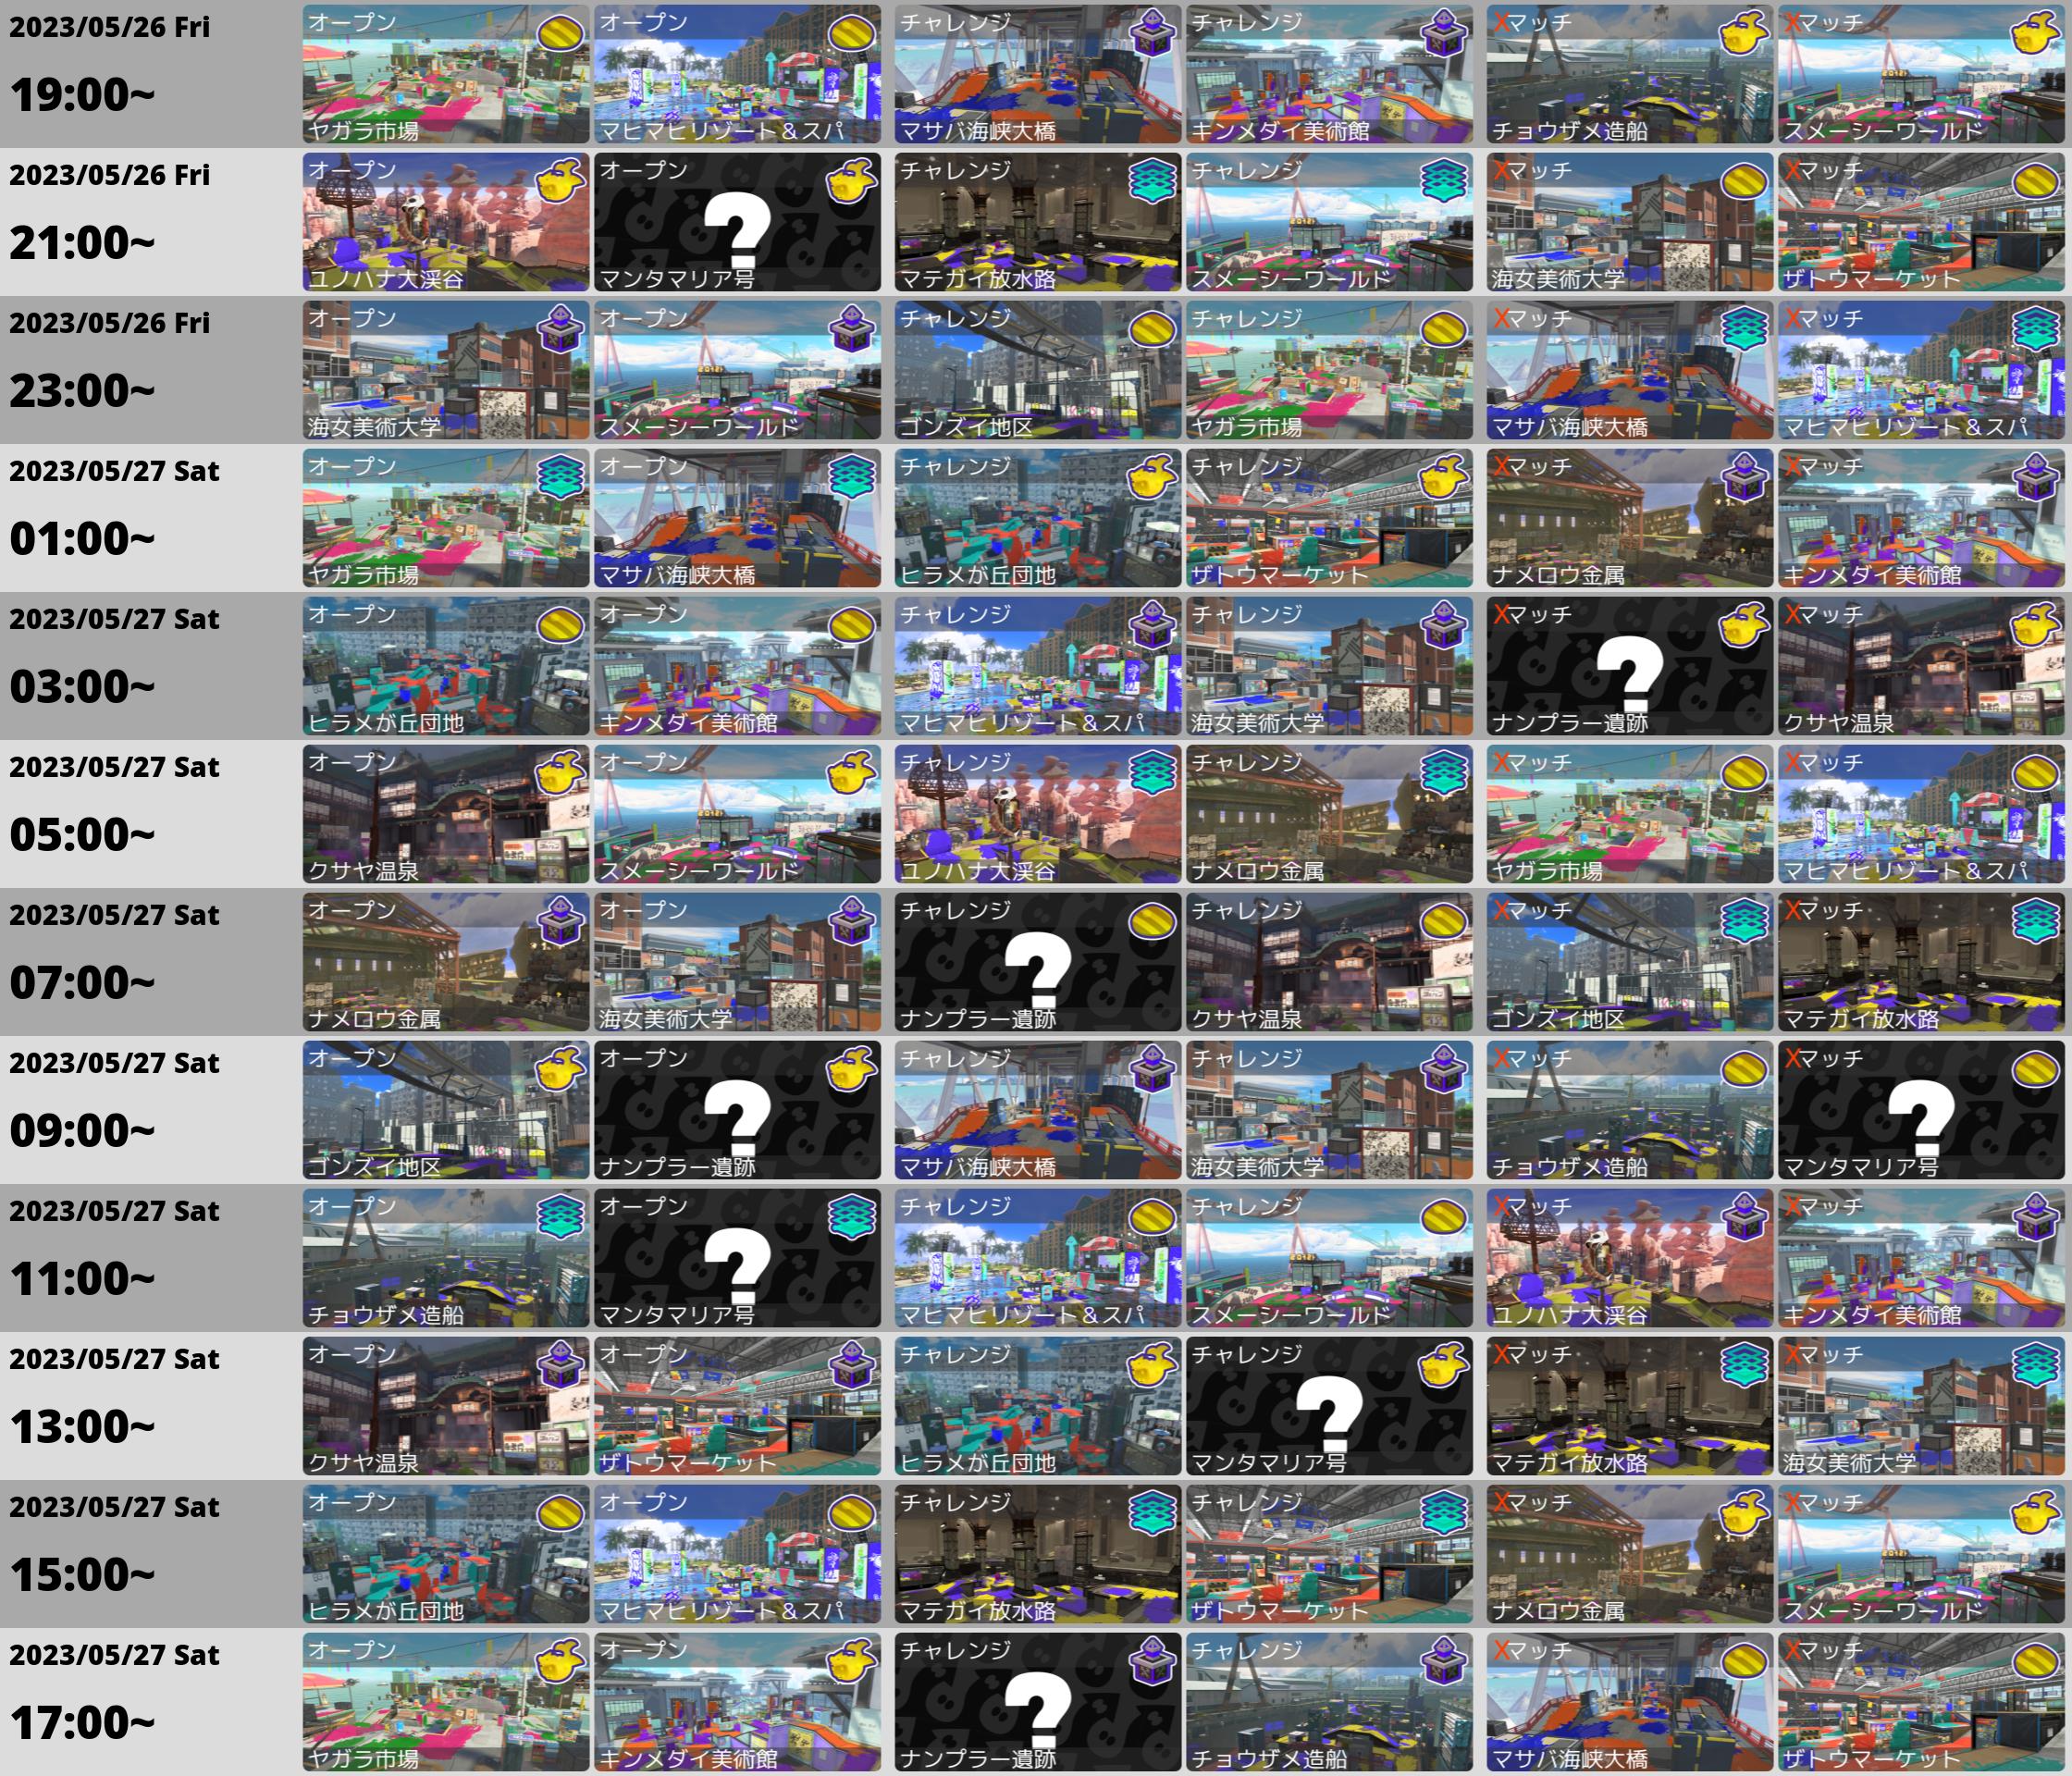 2023/05/26 Fri
19:00~
オープン オープン チャレンジ チャレンジ Xマッチ Xマッチ
ヤガラ市場 マヒマヒリゾート＆スパ マサバ海峡大橋 キンメダイ美術館 チョウザメ造船 スメーシーワールド
2023/05/26 Fri
21:00~
オープン オープン チャレンジ チャレンジ Xマッチ Xマッチ
ユノハナ大渓谷 マンタマリア号 マテガイ放水路 スメーシーワールド 海女美術大学 ザトウマーケット
2023/05/26 Fri
23:00~
オープン オープン チャレンジ チャレンジ Xマッチ Xマッチ
海女美術大学 スメーシーワールド ゴンズイ地区 ヤガラ市場 マサバ海峡大橋 マヒマヒリゾート＆スパ
2023/05/27 Sat
01:00~
オープン オープン チャレンジ チャレンジ Xマッチ Xマッチ
ヤガラ市場 マサバ海峡大橋 ヒラメが丘団地 ザトウマーケット ナメロウ金属 キンメダイ美術館
2023/05/27 Sat
03:00~
オープン オープン チャレンジ チャレンジ Xマッチ Xマッチ
ヒラメが丘団地 キンメダイ美術館 マヒマヒリゾート＆スパ 海女美術大学 ナンプラー遺跡 クサヤ温泉
2023/05/27 Sat
05:00~
オープン オープン チャレンジ チャレンジ Xマッチ Xマッチ
クサヤ温泉 スメーシーワールド ユノハナ大渓谷 ナメロウ金属 ヤガラ市場 マヒマヒリゾート＆スパ
2023/05/27 Sat
07:00~
オープン オープン チャレンジ チャレンジ Xマッチ Xマッチ
ナメロウ金属 海女美術大学 ナンプラー遺跡 クサヤ温泉 ゴンズイ地区 マテガイ放水路
2023/05/27 Sat
09:00~
オープン オープン チャレンジ チャレンジ Xマッチ Xマッチ
ゴンズイ地区 ナンプラー遺跡 マサバ海峡大橋 海女美術大学 チョウザメ造船 マンタマリア号
2023/05/27 Sat
11:00~
オープン オープン チャレンジ チャレンジ Xマッチ Xマッチ
チョウザメ造船 マンタマリア号 マヒマヒリゾート＆スパ スメーシーワールド ユノハナ大渓谷 キンメダイ美術館
2023/05/27 Sat
13:00~
オープン オープン チャレンジ チャレンジ Xマッチ Xマッチ
クサヤ温泉 ザトウマーケット ヒラメが丘団地 マンタマリア号 マテガイ放水路 海女美術大学
2023/05/27 Sat
15:00~
オープン オープン チャレンジ チャレンジ Xマッチ Xマッチ
ヒラメが丘団地 マヒマヒリゾート＆スパ マテガイ放水路 ザトウマーケット ナメロウ金属 スメーシーワールド
2023/05/27 Sat
17:00~
オープン オープン チャレンジ チャレンジ Xマッチ Xマッチ
ヤガラ市場 キンメダイ美術館 ナンプラー遺跡 チョウザメ造船 マサバ海峡大橋 ザトウマーケット